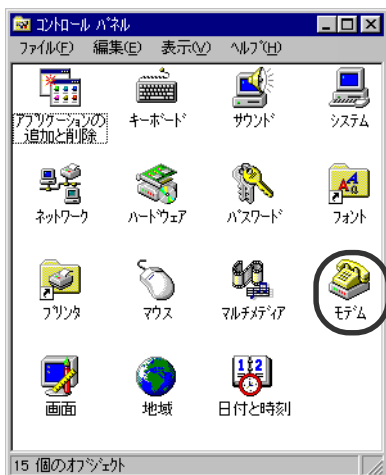 コントロール パネル
ファイル(F) 編集(E) 表示(V) ヘルプ(H)
アプリケーションの
追加と削除
キーボード
サウンド
システム
ネットワーク
ハードウェア
パスワード
フォント
プリンタ
マウス
マルチメディア
モデム
画面
地域
日付と時刻
15 個のオブジェクト